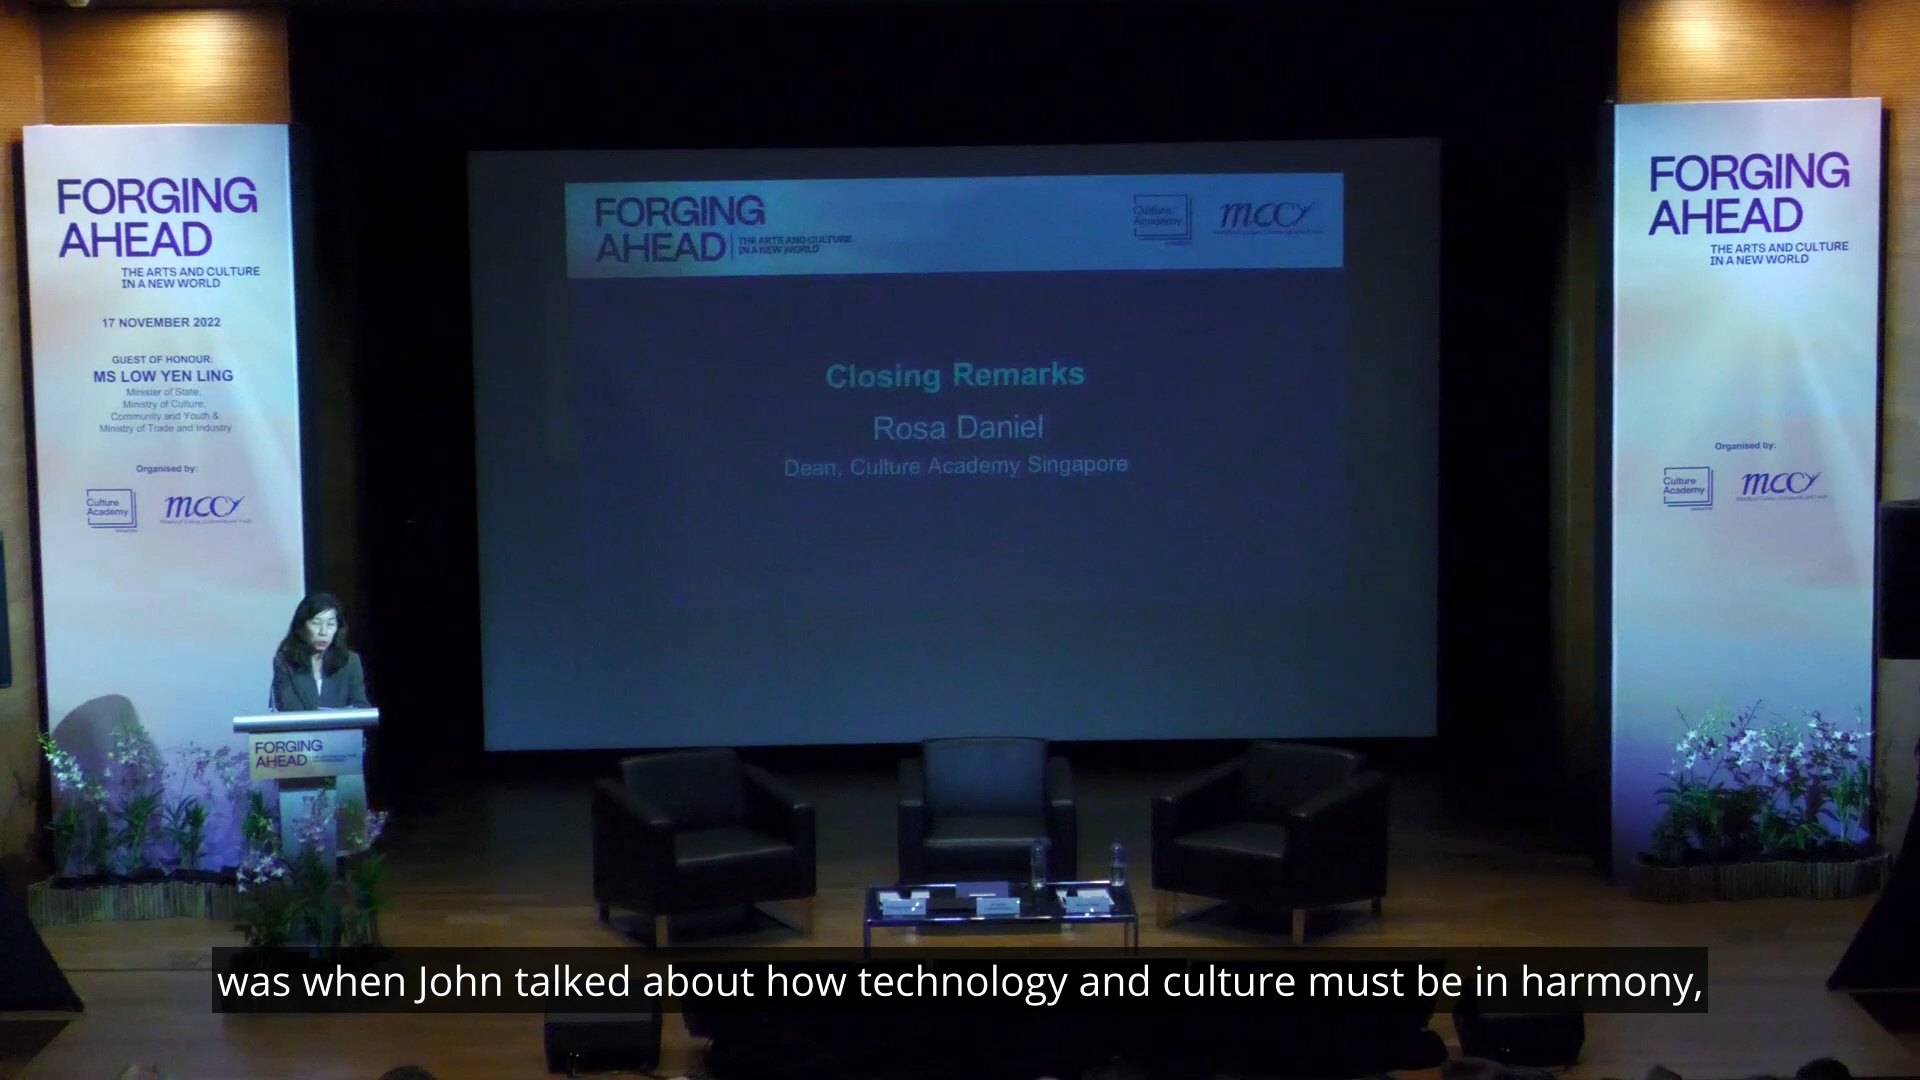 FORGING
AHEAD
THE ARTS AND CULTURE
IN A NEW WORLD
17 NOVEMBER 2022
GUEST OF HONOUR:
MS LOW YEN LING
Minister of State,
Ministry of Culture,
Community and Youth &
Ministry of Trade and Industry
Organised by:
Culture
Academy
mccy
FORGING
AHEAD
THE ARTS AND CULTURE
IN A NEW WORLD
Culture
Academy
mccy
Closing Remarks
Rosa Daniel
Dean, Culture Academy Singapore
FORGING
AHEAD
THE ARTS AND CULTURE
IN A NEW WORLD
Organised by:
Culture
Academy
mccy
FORGING
AHEAD
was when John talked about how technology and culture must be in harmony,